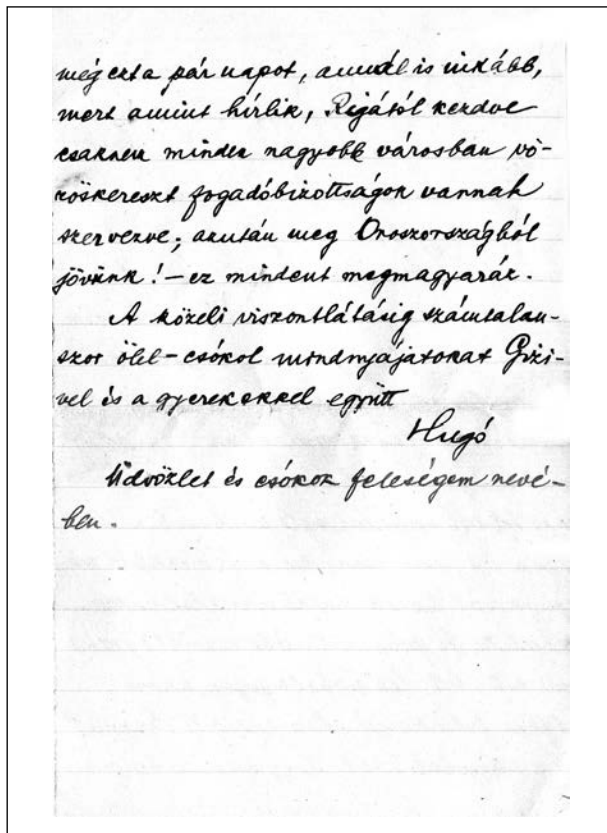 még ezt a pár napot, annál is inkább,
mert amint hírlik, Rigától kezdve
csaknem minden nagyobb városban vö-
röskereszt fogadóbizottságok vannak
szervezve; azután meg Oroszországból
jövünk! – ez mindent megmagyaráz.
A közeli viszontlátásig számtalan-
szor ölel – csókol mindnyájatokat Gizi-
vel és a gyerekekkel együtt
Hugó
Üdvözlet és csókok feleségem nevé-
ben.